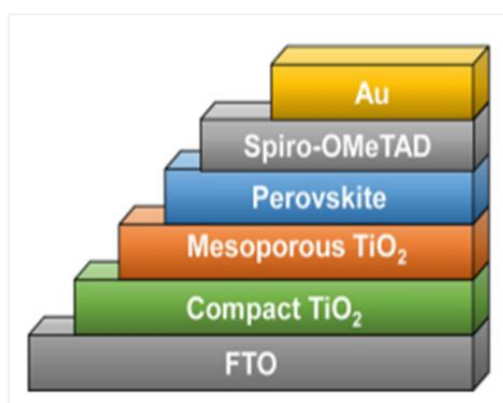 Au
Spiro-OMeTAD
Perovskite
Mesoporous TiO₂
Compact TiO₂
FTO